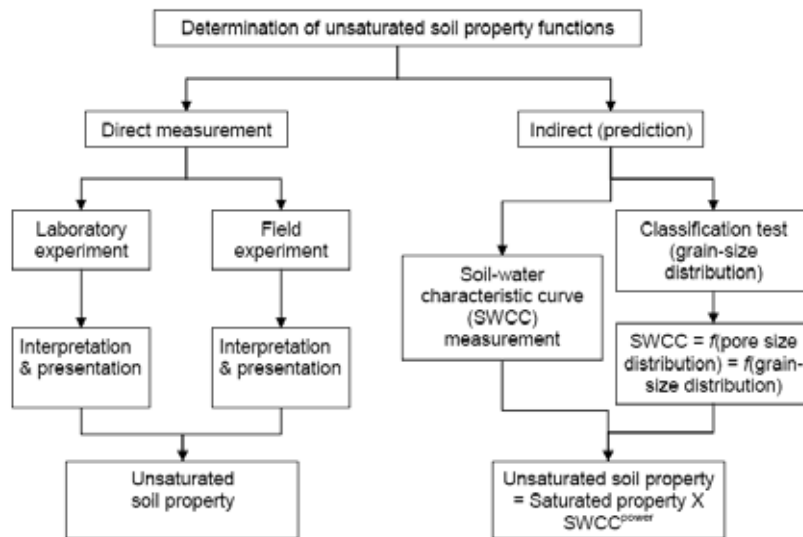 Determination of unsaturated soil property functions
Direct measurement
Indirect (prediction)
Laboratory
experiment
Field
experiment
Soil-water
characteristic curve
(SWCC)
measurement
Classification test
(grain-size
distribution)
Interpretation
& presentation
Interpretation
& presentation
SWCC = f(pore size
distribution) = f(grain-
size distribution)
Unsaturated
soil property
Unsaturated soil property
= Saturated property X
SWCC^power